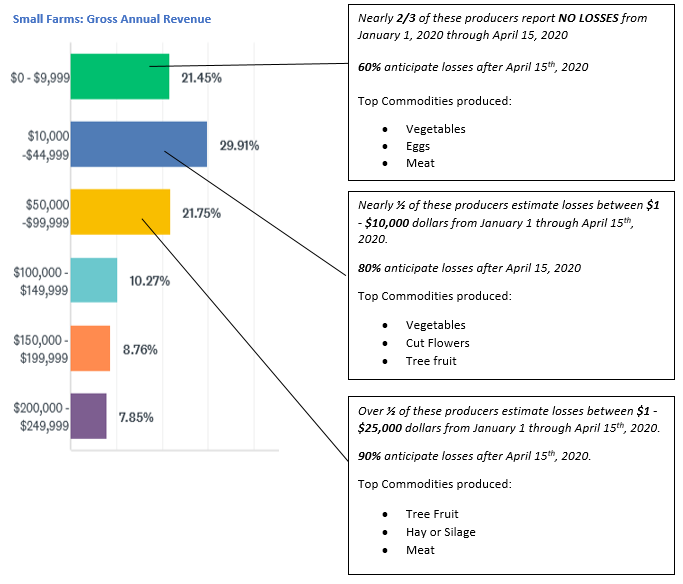 Small Farms: Gross Annual Revenue
$0 - $9,999
21.45%
$10,000
-$44,999
29.91%
$50,000
-$99,999
21.75%
$100,000 -
$149,999
10.27%
$150,000 -
$199,999
8.76%
$200,000 -
$249,999
7.85%
Nearly 2/3 of these producers report NO LOSSES from
January 1, 2020 through April 15, 2020
60% anticipate losses after April 15th, 2020
Top Commodities produced:
• Vegetables
• Eggs
• Meat
Nearly ½ of these producers estimate losses between $1
- $10,000 dollars from January 1 through April 15th,
2020.
80% anticipate losses after April 15, 2020
Top Commodities produced:
• Vegetables
• Cut Flowers
• Tree fruit
Over ½ of these producers estimate losses between $1 -
$25,000 dollars from January 1 through April 15th, 2020.
90% anticipate losses after April 15th, 2020.
Top Commodities produced:
• Tree Fruit
• Hay or Silage
• Meat